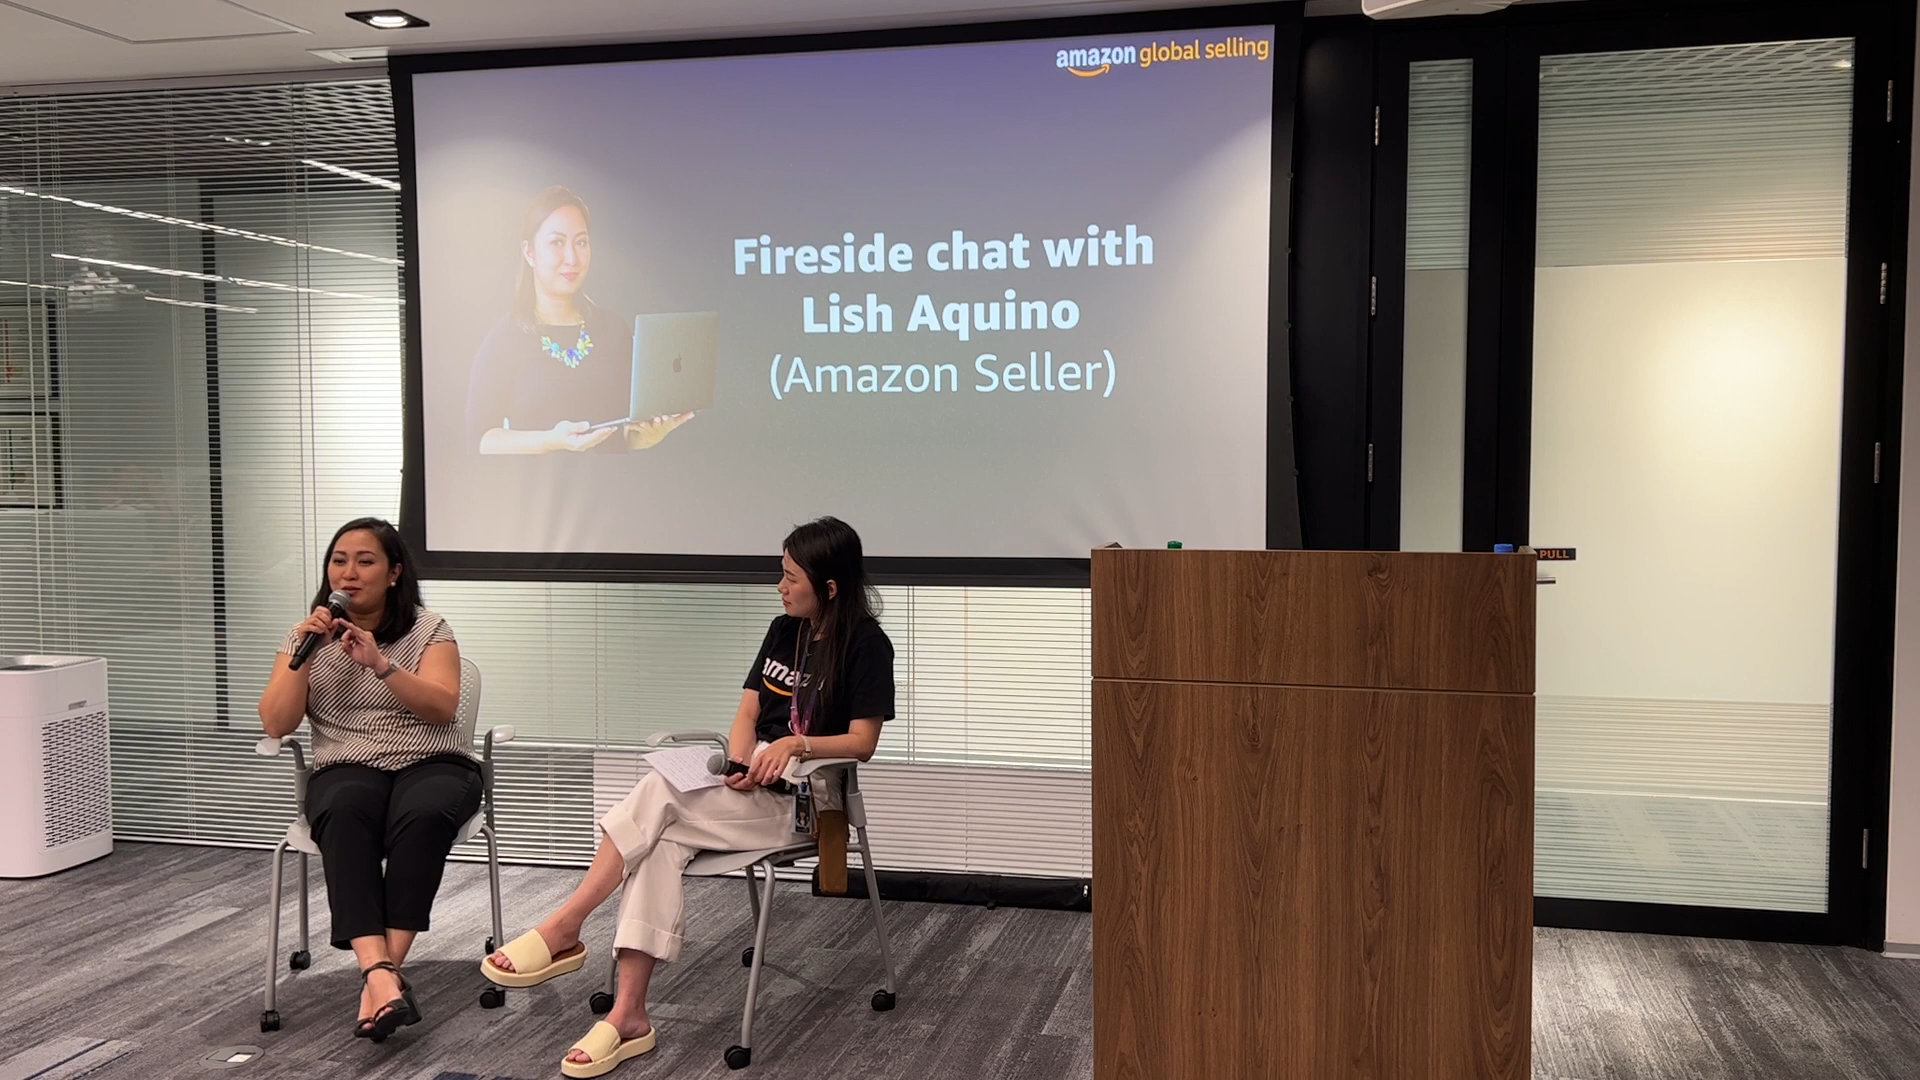 amazon global selling
Fireside chat with
Lish Aquino
(Amazon Seller)
PULL